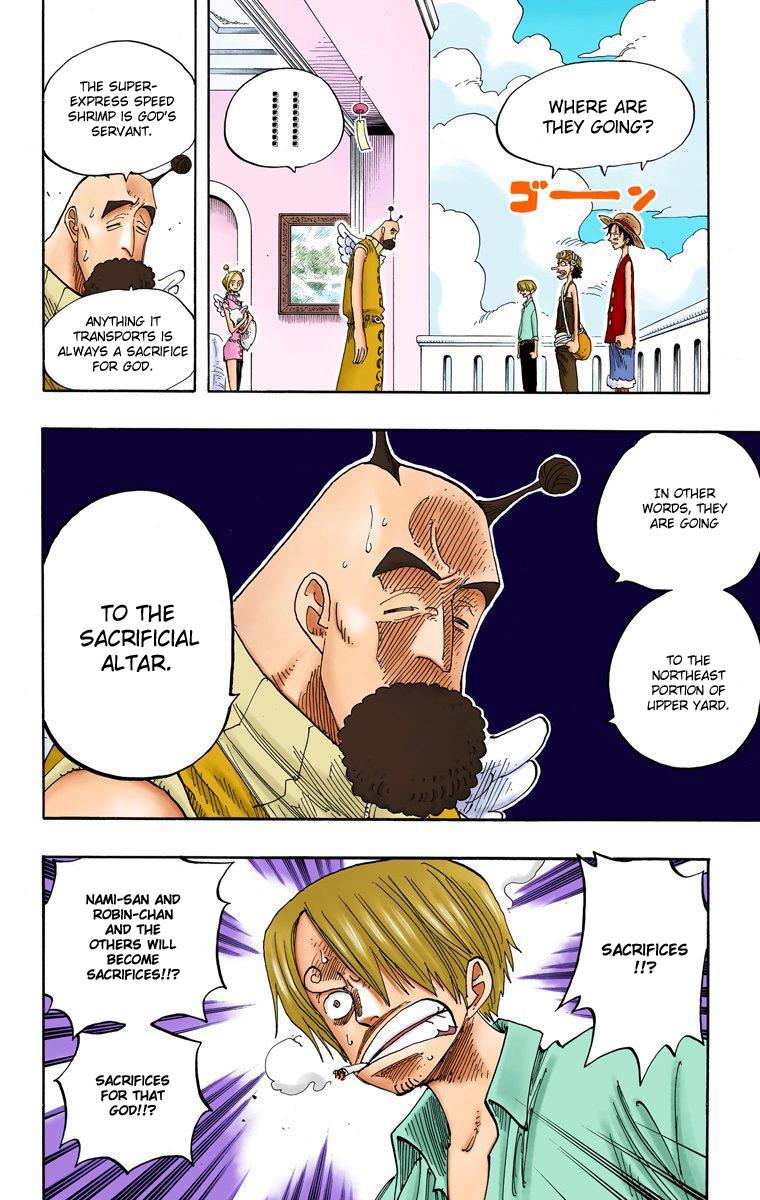 WHERE ARE
THEY GOING?
ゴーン
............
THE SUPER-
EXPRESS SPEED
SHRIMP IS GOD'S
SERVANT.
ANYTHING IT
TRANSPORTS IS
ALWAYS A SACRIFICE
FOR GOD.
IN OTHER
WORDS, THEY
ARE GOING
TO THE
NORTHEAST
PORTION OF
UPPER YARD.
TO THE
SACRIFICIAL
ALTAR.
SACRIFICES
!!?
NAMI-SAN AND
ROBIN-CHAN
AND THE
OTHERS WILL
BECOME
SACRIFICES!!?
SACRIFICES
FOR THAT
GOD!!?